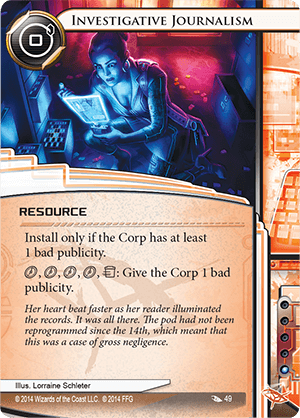 0
INVESTIGATIVE JOURNALISM
RESOURCE
Install only if the Corp has at least
1 bad publicity.
, , , , : Give the Corp 1 bad
publicity.
Her heart beat faster as her reader illuminated
the records. It was all there. The pod had not been
reprogrammed since the 14th, which meant that
this was a case of gross negligence.
Illus. Lorraine Schleter
© 2014 Wizards of the Coast LLC. © 2014 FFG
49